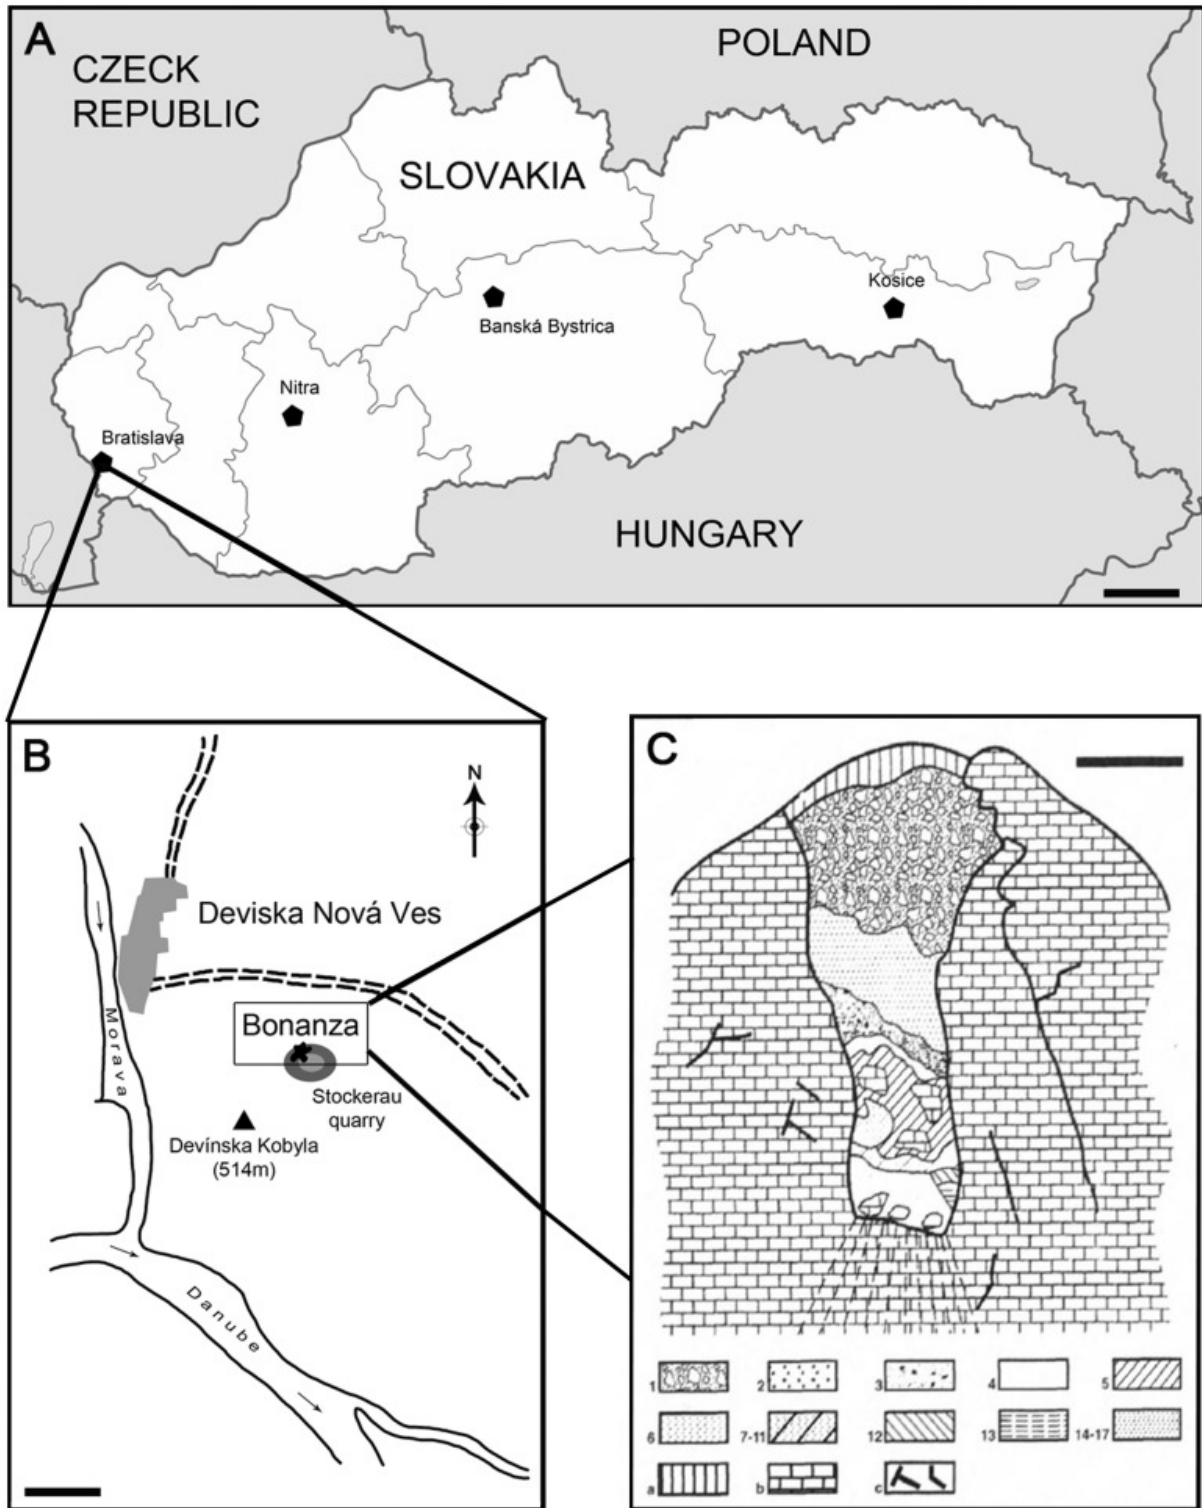 A
CZECK
REPUBLIC
POLAND
SLOVAKIA
Kosice
Banská Bystrica
Nitra
Bratislava
HUNGARY
B
N
Deviska Nová Ves
Morava
Bonanza
Stockerau
quarry
Devínska Kobyla
(514m)
Danube
C
1 2 3 4 5
6 7-11 12 13 14-17
a b c